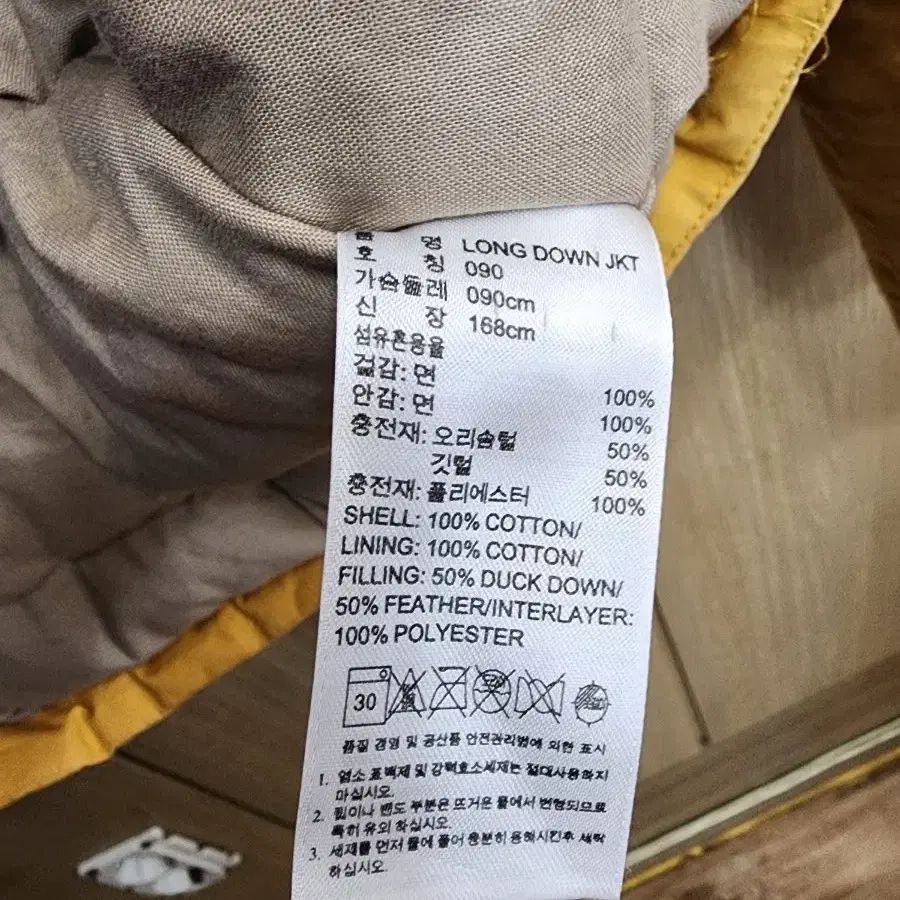 품 명 LONG DOWN JKT
호 칭 090
가슴둘레 090cm
신 장 168cm
섬유혼용율
겉감: 면 100%
안감: 면 100%
충전재: 오리솜털 50%
깃털 50%
충전재: 폴리에스터 100%
SHELL: 100% COTTON/
LINING: 100% COTTON/
FILLING: 50% DUCK DOWN/
50% FEATHER/INTERLAYER:
100% POLYESTER
30
품질 경영 및 공산품 안전관리법에 의한 표시
1. 염소 표백제 및 강력효소세제는 절대사용하지
마십시오.
2. 립이나 밴드 부분은 뜨거운 물에서 변형되므로
특히 유의 하십시오.
3. 세제를 먼저 물에 풀어 충분히 용해시킨후 세탁
하십시오.